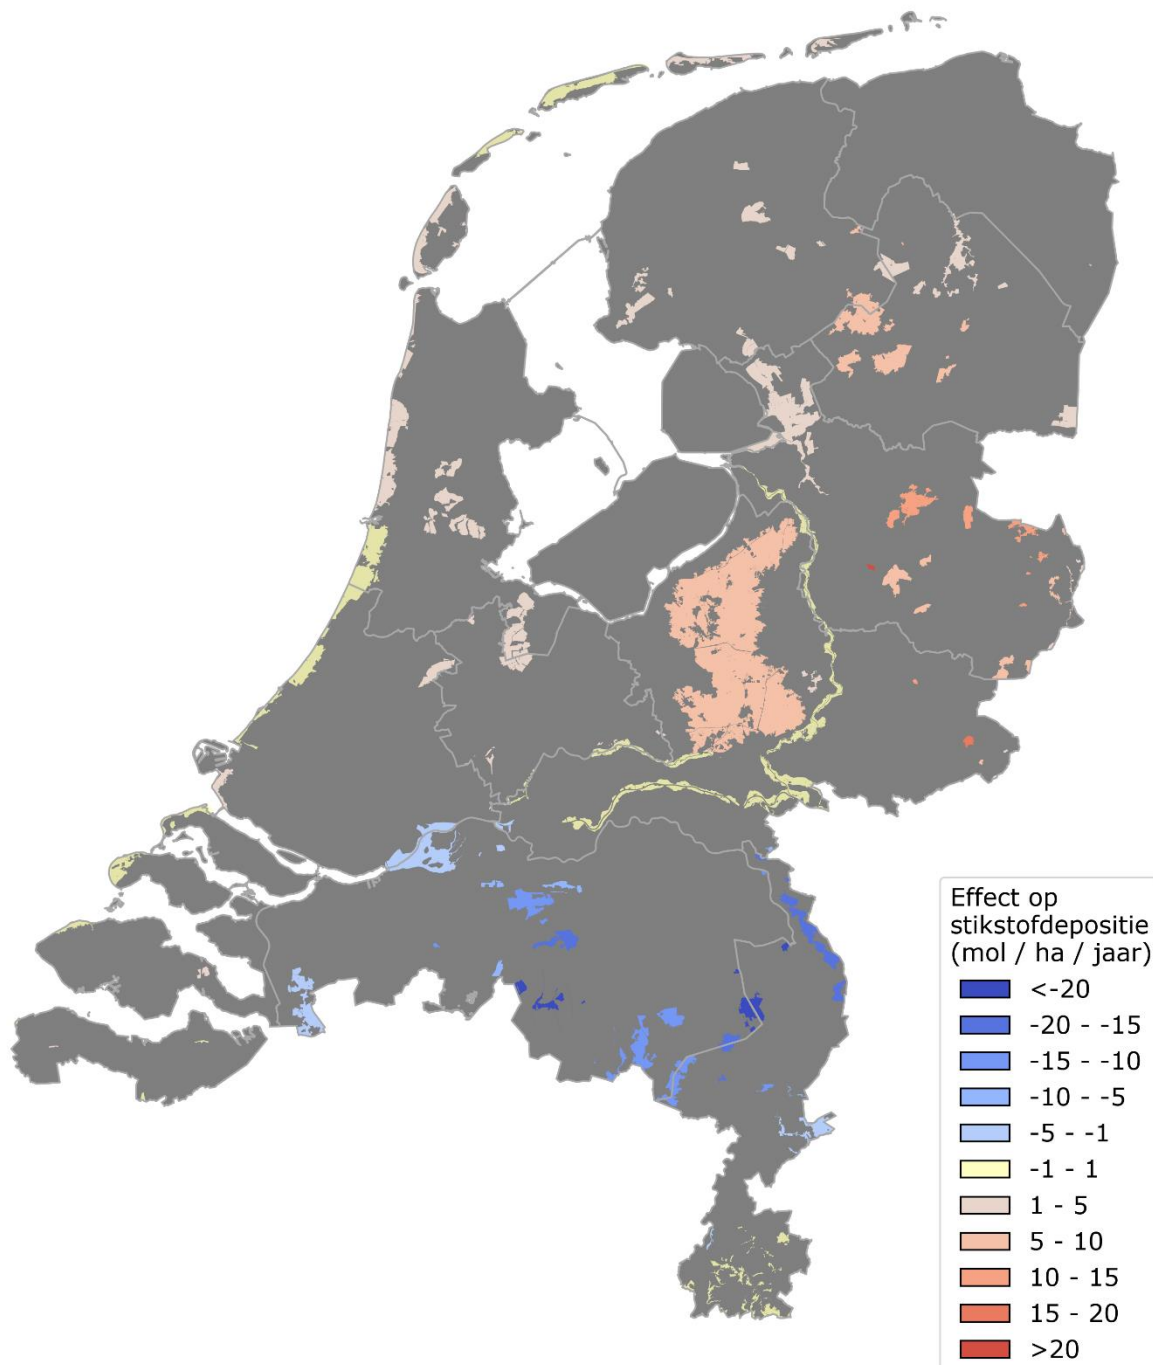 Effect op
stikstofdepositie
(mol / ha / jaar)
<-20
-20 - -15
-15 - -10
-10 - -5
-5 - -1
-1 - 1
1 - 5
5 - 10
10 - 15
15 - 20
>20